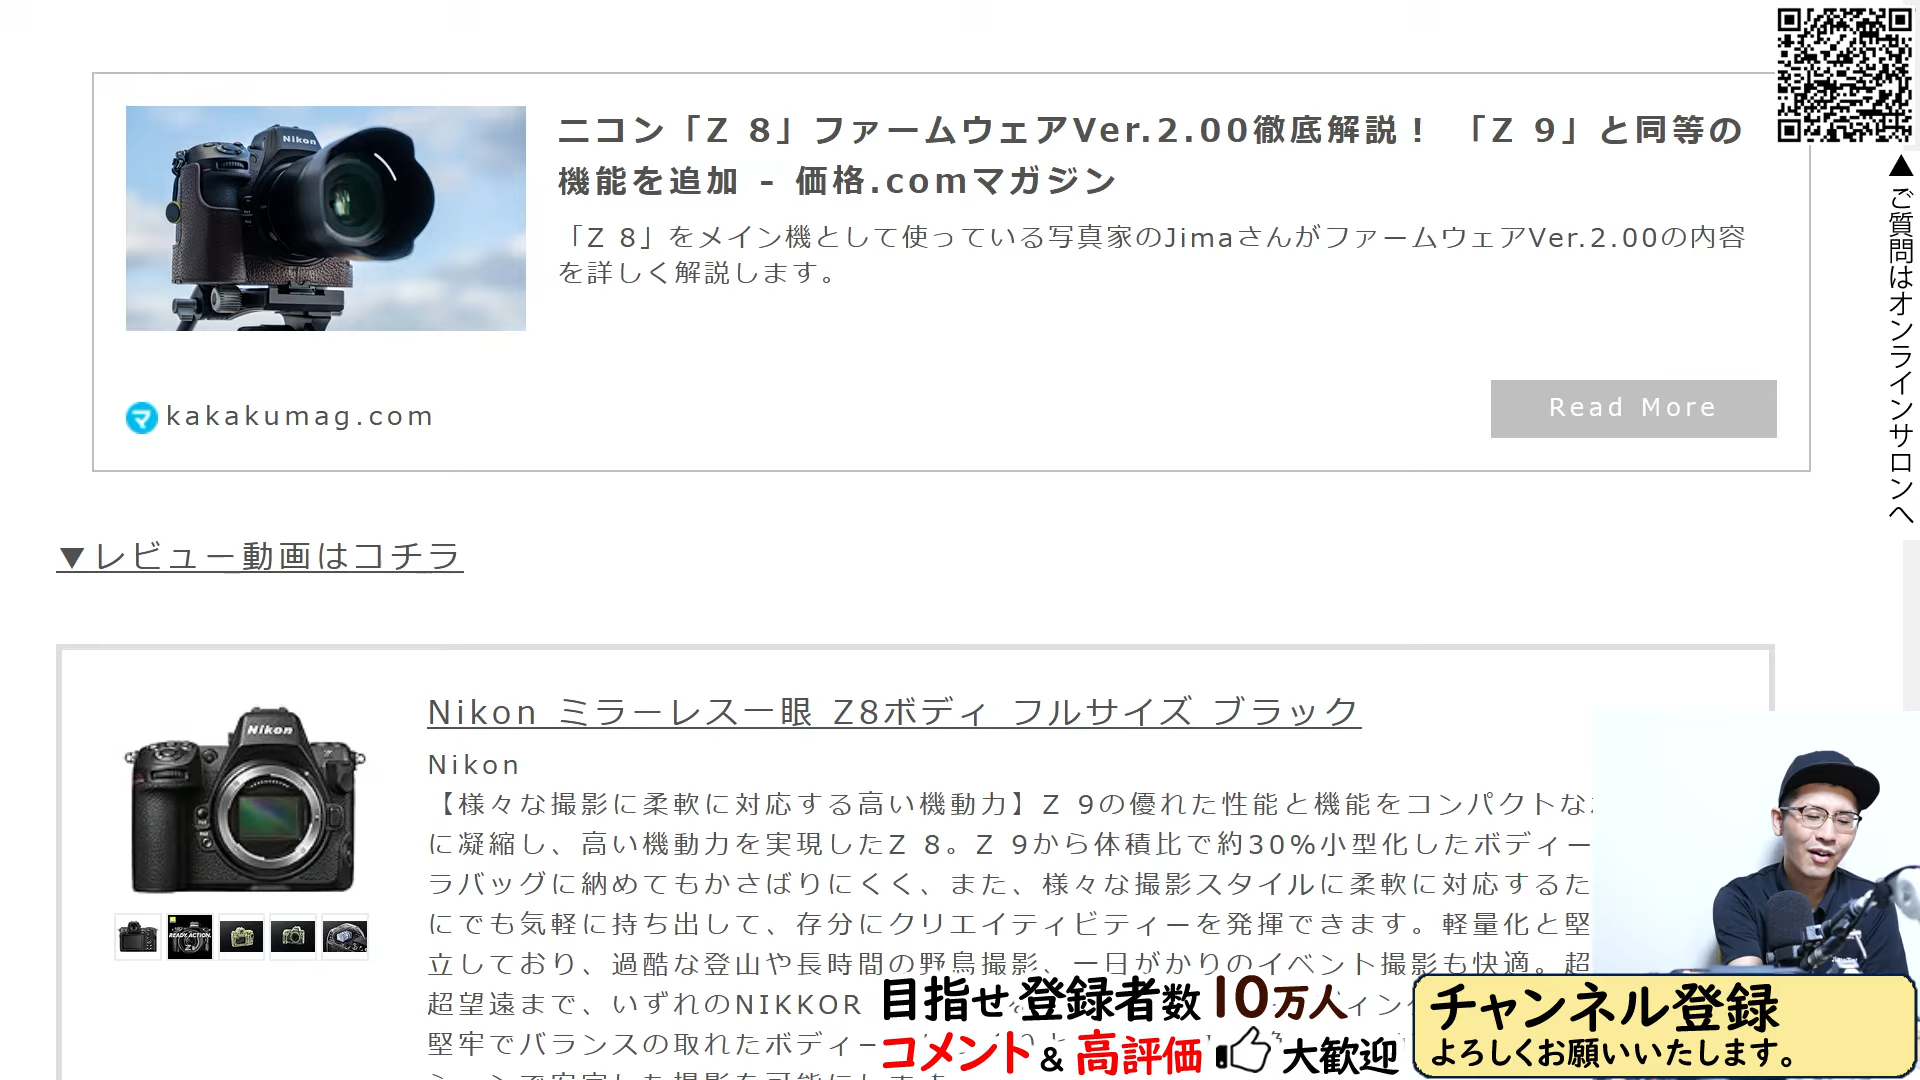 ニコン「Z 8」ファームウェアVer.2.00徹底解説！ 「Z 9」と同等の
機能を追加 – 価格.comマガジン
「Z 8」をメイン機として使っている写真家のJimaさんがファームウェアVer.2.00の内容
を詳しく解説します。
Nikon
kakakumag.com
Read More
▲ご質問はオンラインサロンへ
▼レビュー動画はコチラ
Nikon ミラーレス一眼 Z8ボディ フルサイズ ブラック
Nikon
Nikon
READY ACTION.
【様々な撮影に柔軟に対応する高い機動力】Z 9の優れた性能と機能をコンパクトな
に凝縮し、高い機動力を実現したZ 8。Z 9から体積比で約30%小型化したボディー
ラバッグに納めてもかさばりにくく、また、様々な撮影スタイルに柔軟に対応するた
にでも気軽に持ち出して、存分にクリエイティビティーを発揮できます。軽量化と堅
立しており、過酷な登山や長時間の野鳥撮影、一日がかりのイベント撮影も快適。超
超望遠まで、いずれのNIKKOR
堅牢でバランスの取れたボディー
目指せ登録者数10万人
コメント&高評価 大歓迎
チャンネル登録
よろしくお願いいたします。